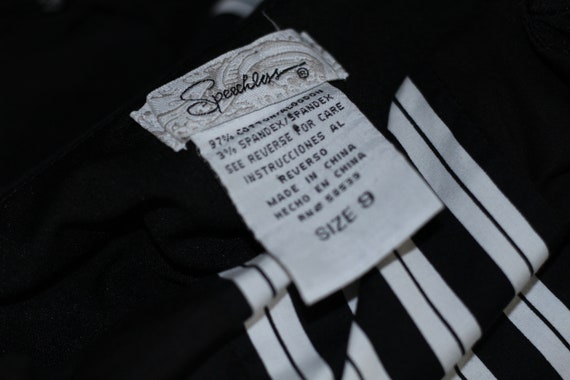 Speechless ®
97% COTTON/ALGODON
3% SPANDEX/SPANDEX
SEE REVERSE FOR CARE
INSTRUCCIONES AL
REVERSO
MADE IN CHINA
HECHO EN CHINA
RN# 58539
SIZE 9